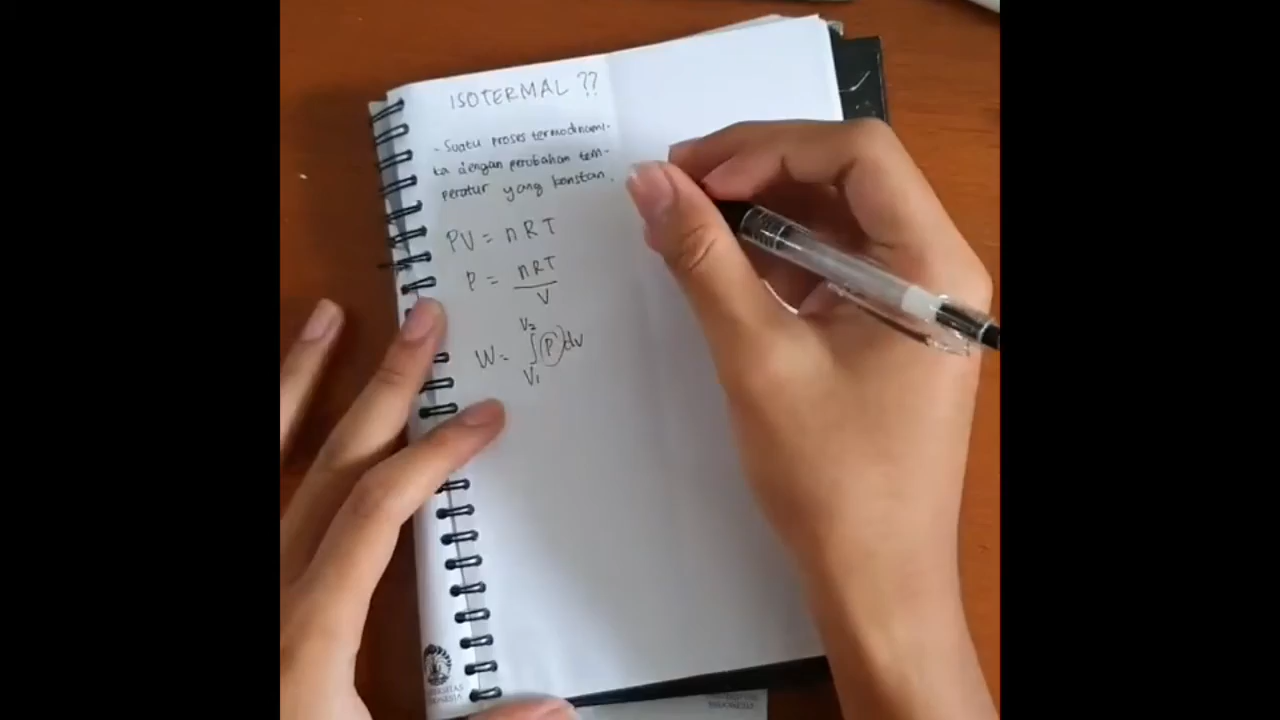 ISOTERMAL ??
- Suatu proses termodinami-
ka dengan perubahan tem-
peratur yang konstan.
PV = nRT
P = nRT
V
V₂
W = ∫ P dv
V₁